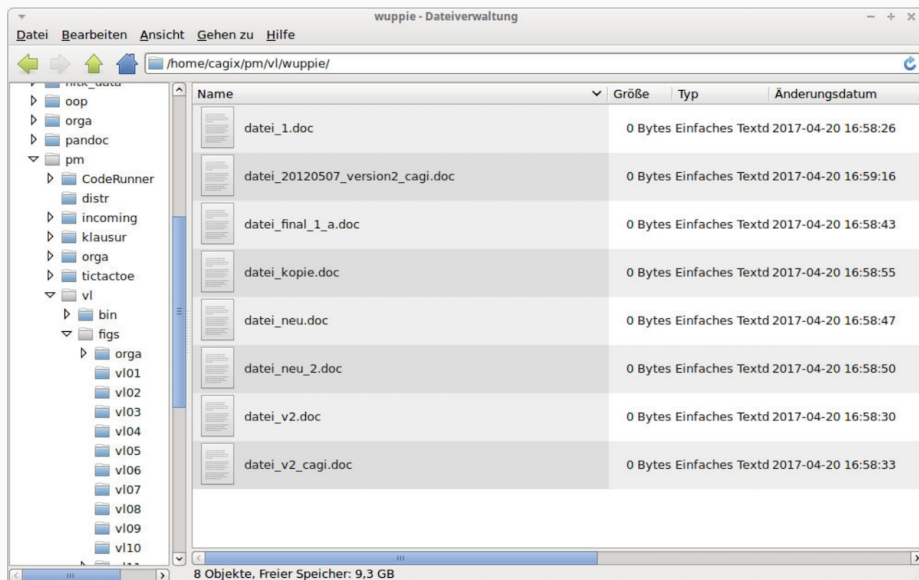 wuppie - Dateiverwaltung
Datei Bearbeiten Ansicht Gehen zu Hilfe
/home/cagix/pm/vl/wuppie/
oop
orga
pandoc
pm
CodeRunner
distr
incoming
klausur
orga
tictactoe
vl
bin
figs
orga
vl01
vl02
vl03
vl04
vl05
vl06
vl07
vl08
vl09
vl10
Name Größe Typ Änderungsdatum
datei_1.doc 0 Bytes Einfaches Textd 2017-04-20 16:58:26
datei_20120507_version2_cagi.doc 0 Bytes Einfaches Textd 2017-04-20 16:59:16
datei_final_1_a.doc 0 Bytes Einfaches Textd 2017-04-20 16:58:43
datei_kopie.doc 0 Bytes Einfaches Textd 2017-04-20 16:58:55
datei_neu.doc 0 Bytes Einfaches Textd 2017-04-20 16:58:47
datei_neu_2.doc 0 Bytes Einfaches Textd 2017-04-20 16:58:50
datei_v2.doc 0 Bytes Einfaches Textd 2017-04-20 16:58:30
datei_v2_cagi.doc 0 Bytes Einfaches Textd 2017-04-20 16:58:33
8 Objekte, Freier Speicher: 9,3 GB